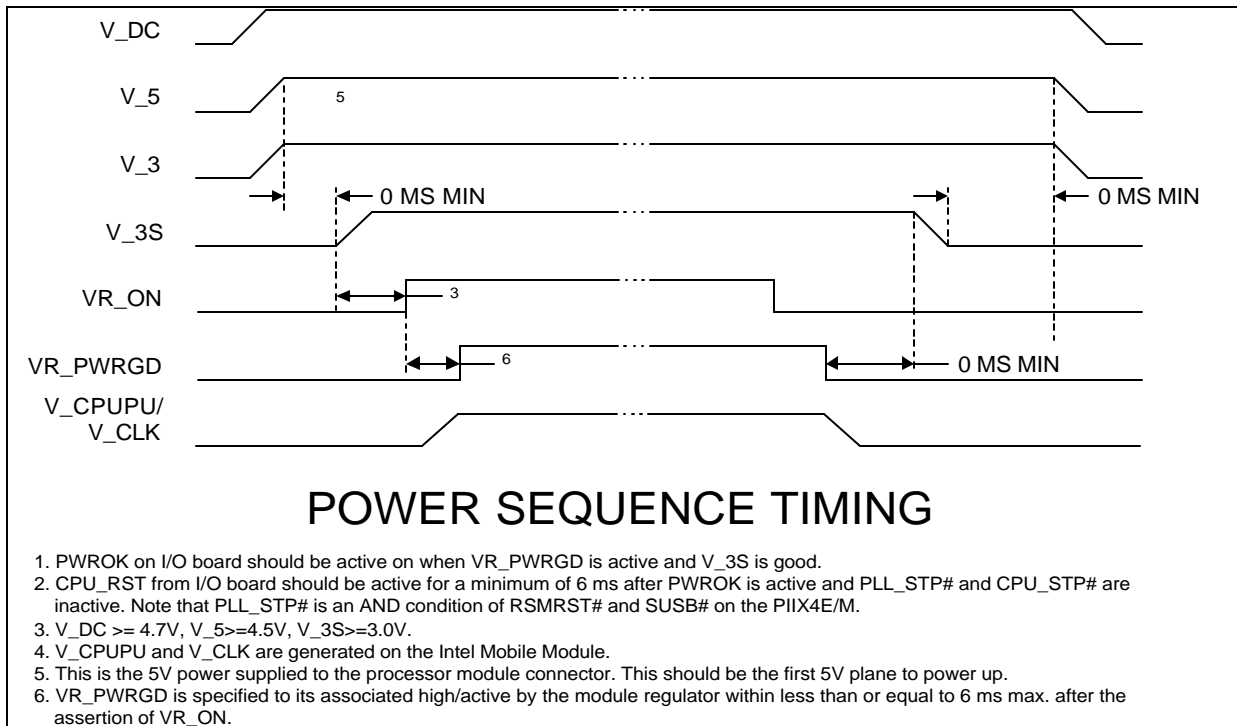 V_DC
V_5
5
V_3
0 MS MIN
0 MS MIN
V_3S
VR_ON
3
VR_PWRGD
6
0 MS MIN
V_CPUPU/
V_CLK
POWER SEQUENCE TIMING
1. PWROK on I/O board should be active on when VR_PWRGD is active and V_3S is good.
2. CPU_RST from I/O board should be active for a minimum of 6 ms after PWROK is active and PLL_STP# and CPU_STP# are
inactive. Note that PLL_STP# is an AND condition of RSMRST# and SUSB# on the PIIX4E/M.
3. V_DC >= 4.7V, V_5>=4.5V, V_3S>=3.0V.
4. V_CPUPU and V_CLK are generated on the Intel Mobile Module.
5. This is the 5V power supplied to the processor module connector. This should be the first 5V plane to power up.
6. VR_PWRGD is specified to its associated high/active by the module regulator within less than or equal to 6 ms max. after the
assertion of VR_ON.